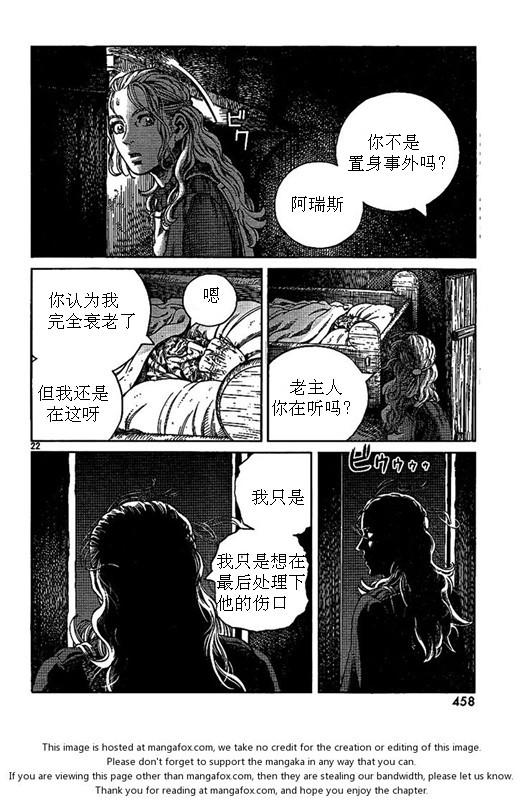 你不是
置身事外吗?
阿瑞斯
ビ"
嗯
你认为我
完全衰老了
但我还是
在这呀
老主人
你在听吗?
22
ビウゥゥゥ
我只是
我只是想在
最后处理下
他的伤口
458
This image is hosted at mangafox.com, we take no credit for the creation or editing of this image.
Please don't forget to support the mangaka in any way that you can.
If you are viewing this page other than mangafox.com, then they are stealing our bandwidth, please let us know.
Thank you for reading at mangafox.com, and hope you enjoy the chapter.